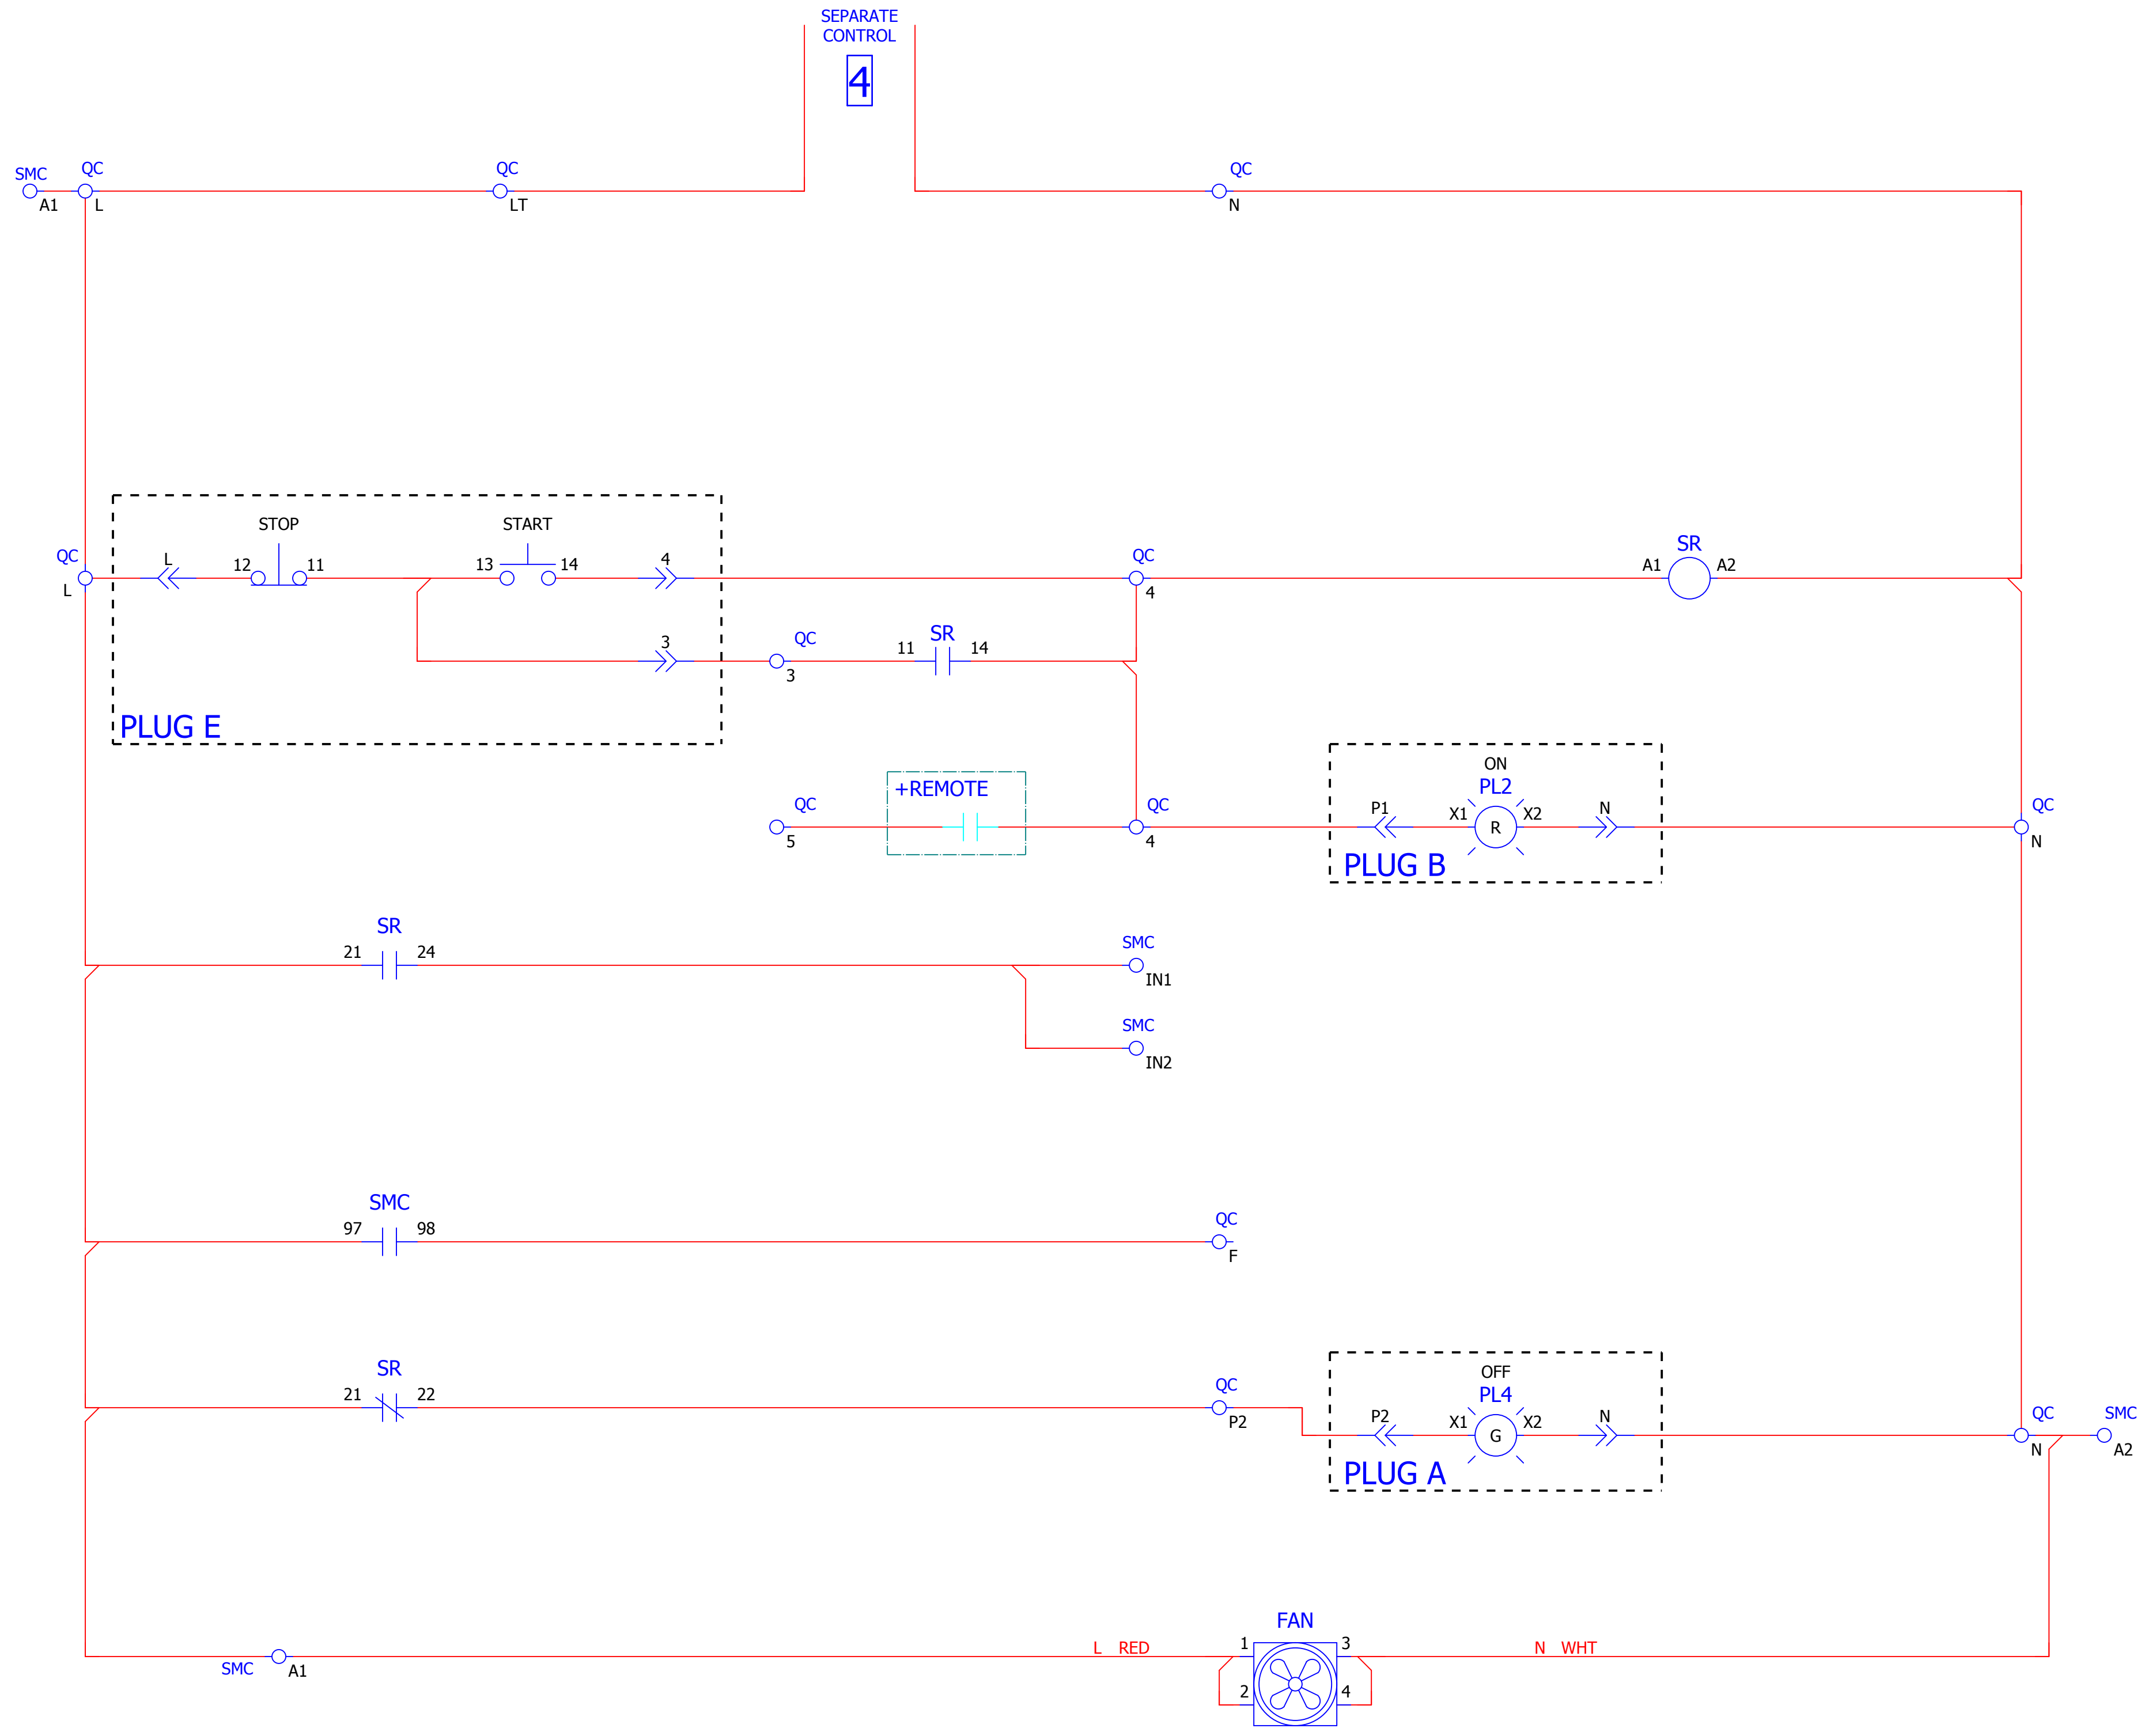 SEPARATE
CONTROL
4
SMC
A1
QC
L
QC
LT
QC
N
QC
L
L
STOP
12
11
START
13
14
4
3
PLUG E
QC
4
SR
A1
A2
QC
3
SR
11
14
QC
5
+REMOTE
QC
4
ON
PL2
P1
X1
R
X2
N
PLUG B
QC
N
SR
21
24
SMC
IN1
SMC
IN2
SMC
97
98
QC
F
SR
21
22
QC
P2
OFF
PL4
P2
X1
G
X2
N
PLUG A
QC
N
SMC
A2
SMC
A1
L RED
FAN
1
3
2
4
N WHT